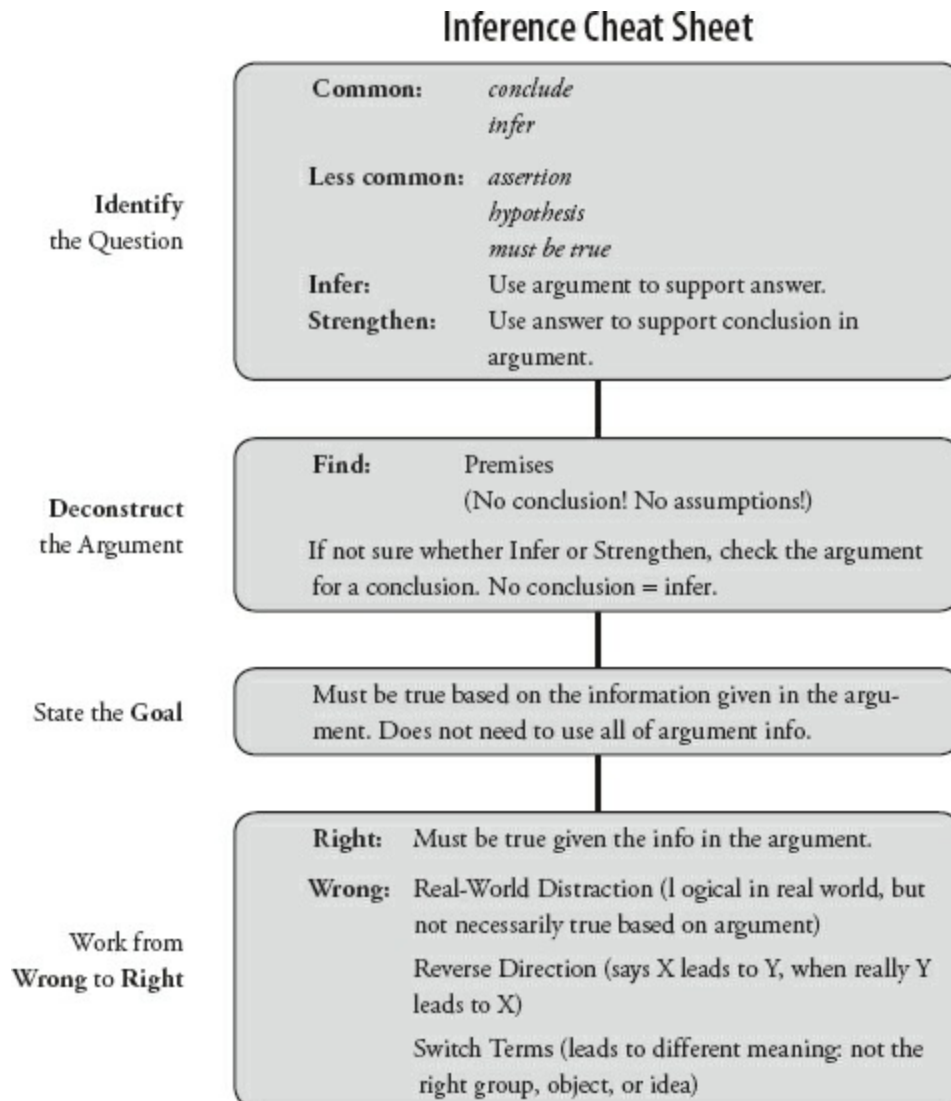 Inference Cheat Sheet
Identify
the Question
Common: conclude
infer
Less common: assertion
hypothesis
must be true
Infer: Use argument to support answer.
Strengthen: Use answer to support conclusion in
argument.
Deconstruct
the Argument
Find: Premises
(No conclusion! No assumptions!)
If not sure whether Infer or Strengthen, check the argument
for a conclusion. No conclusion = infer.
State the Goal
Must be true based on the information given in the argu-
ment. Does not need to use all of argument info.
Work from
Wrong to Right
Right: Must be true given the info in the argument.
Wrong: Real-World Distraction (l ogical in real world, but
not necessarily true based on argument)
Reverse Direction (says X leads to Y, when really Y
leads to X)
Switch Terms (leads to different meaning: not the
right group, object, or idea)